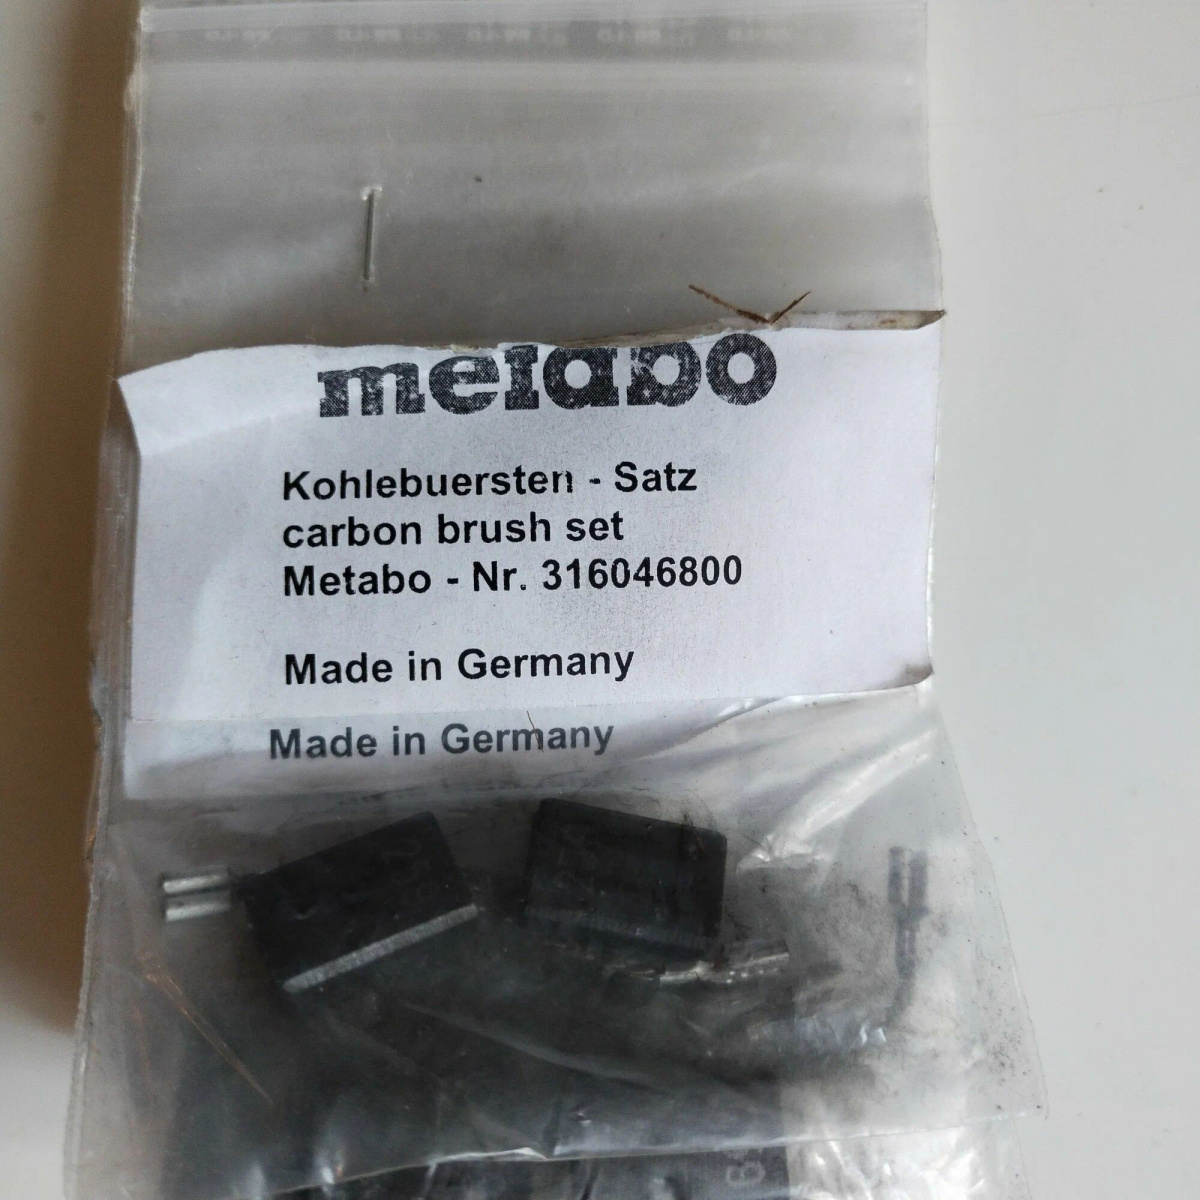 metabo
Kohlebuersten - Satz
carbon brush set
Metabo - Nr. 316046800
Made in Germany
Made in Germany